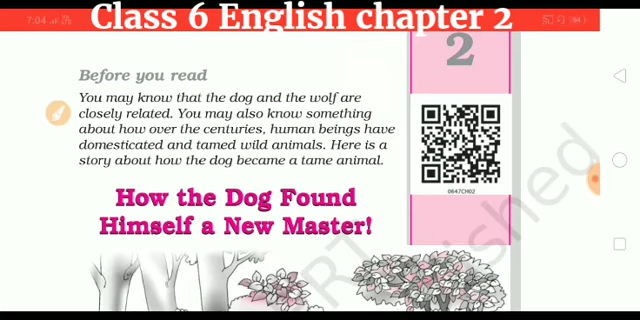 Class 6 English chapter 2
7:04
2
Before you read
You may know that the dog and the wolf are
closely related. You may also know something
about how over the centuries, human beings have
domesticated and tamed wild animals. Here is a
story about how the dog became a tame animal.
0647CH02
How the Dog Found
Himself a New Master!